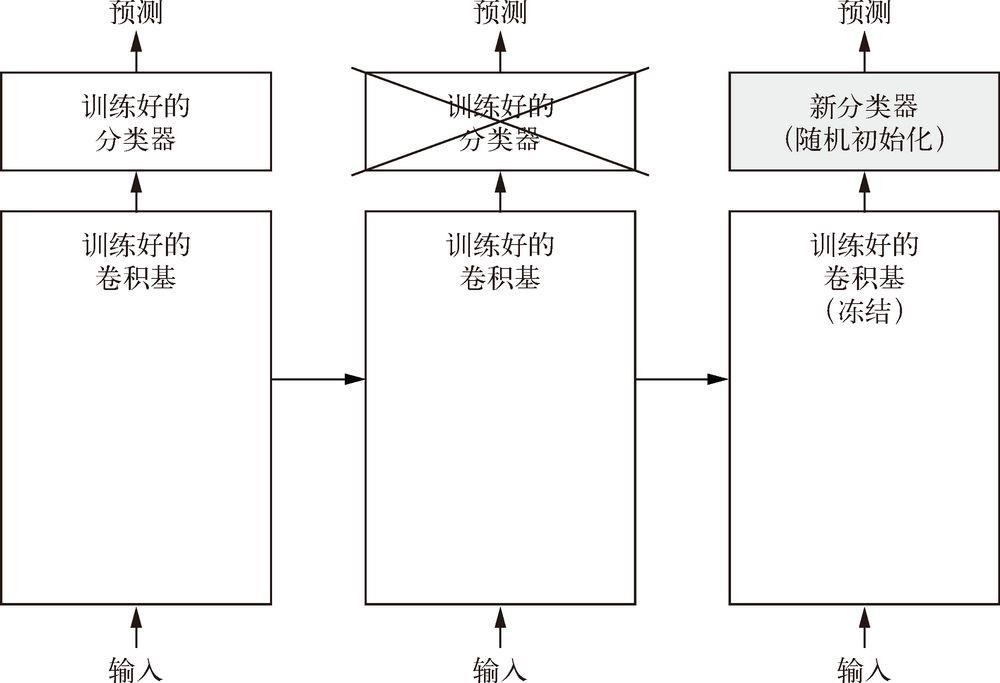 预测
训练好的
分类器
训练好的
卷积基
输入
预测
训练好的
分类器
训练好的
卷积基
输入
预测
新分类器
（随机初始化）
训练好的
卷积基
（冻结）
输入